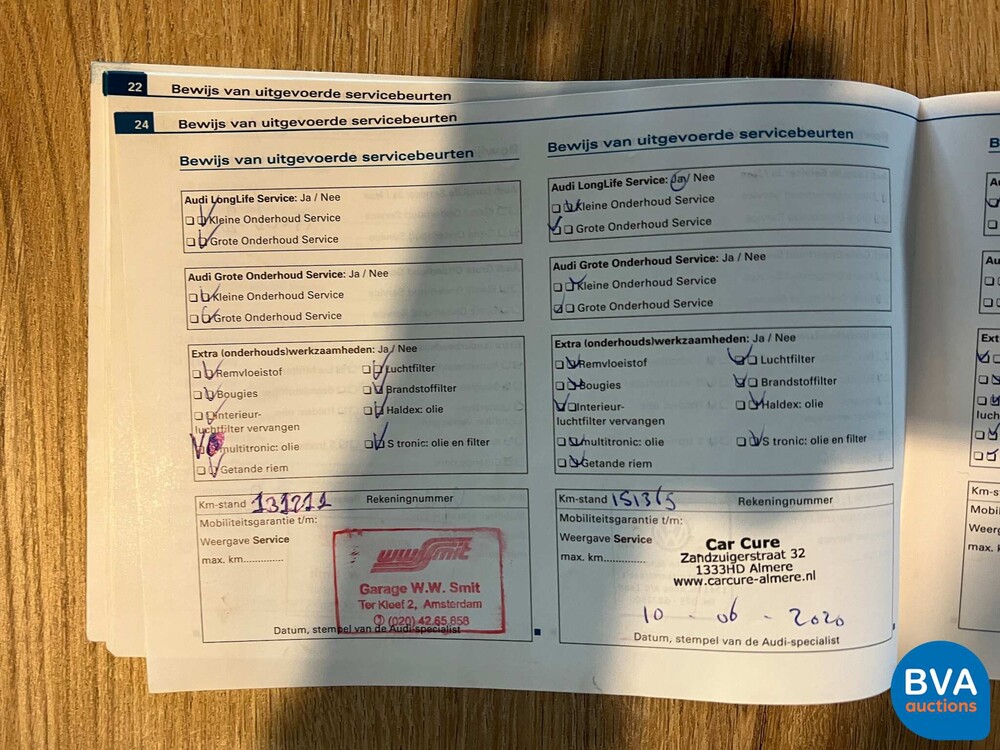 22 Bewijs van uitgevoerde servicebeurten
24 Bewijs van uitgevoerde servicebeurten
Bewijs van uitgevoerde servicebeurten
Audi LongLife Service: Ja / Nee
Kleine Onderhoud Service
Grote Onderhoud Service
Audi Grote Onderhoud Service: Ja / Nee
Kleine Onderhoud Service
Grote Onderhoud Service
Extra (onderhouds)werkzaamheden: Ja / Nee
Remvloeistof Luchtfilter
Bougies Brandstoffilter
Interieur- Haldex: olie
luchtfilter vervangen
multitronic: olie S tronic: olie en filter
Getande riem
Km-stand 131211 Rekeningnummer
Mobiliteitsgarantie t/m:
Weergave Service
max. km..............
WWSmit
Garage W.W. Smit
Ter Kleef 2, Amsterdam
(020) 42.65.858
Datum, stempel van de Audi-specialist
Bewijs van uitgevoerde servicebeurten
Audi LongLife Service: Ja / Nee
Kleine Onderhoud Service
Grote Onderhoud Service
Audi Grote Onderhoud Service: Ja / Nee
Kleine Onderhoud Service
Grote Onderhoud Service
Extra (onderhouds)werkzaamheden: Ja / Nee
Remvloeistof Luchtfilter
Bougies Brandstoffilter
Interieur- Haldex: olie
luchtfilter vervangen
multitronic: olie S tronic: olie en filter
Getande riem
Km-stand 151365 Rekeningnummer
Mobiliteitsgarantie t/m:
Weergave Service
max. km..............
Car Cure
Zandzuigerstraat 32
1333HD Almere
www.carcure-almere.nl
10 - 06 - 2020
Datum, stempel van de Audi-specialist
BVA
auctions